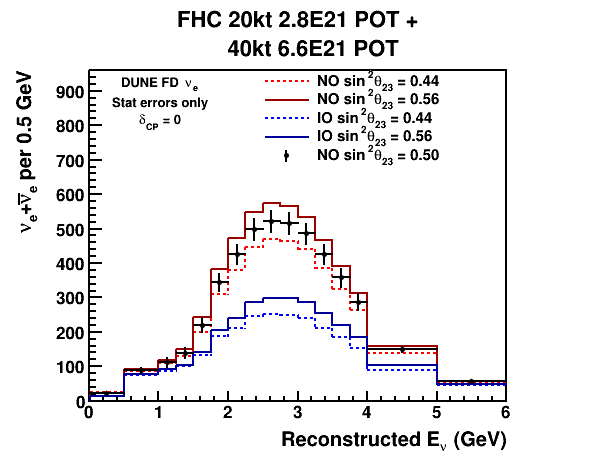 FHC 20kt 2.8E21 POT +
40kt 6.6E21 POT
DUNE FD νₑ
Stat errors only
δ_CP = 0
NO sin²θ₂₃ = 0.44
NO sin²θ₂₃ = 0.56
IO sin²θ₂₃ = 0.44
IO sin²θ₂₃ = 0.56
NO sin²θ₂₃ = 0.50
νₑ+ν̅ₑ per 0.5 GeV
900
800
700
600
500
400
300
200
100
0
0 1 2 3 4 5 6
Reconstructed E_ν (GeV)